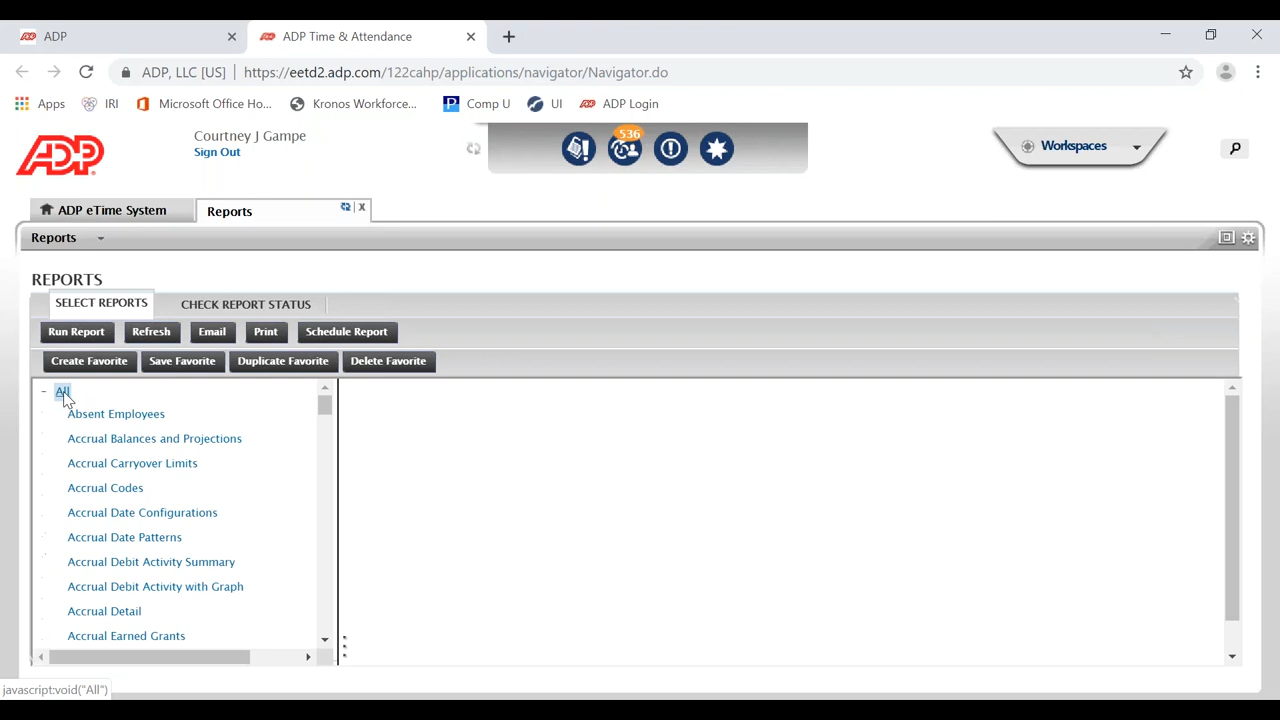 ADP
ADP Time & Attendance
ADP, LLC [US] | https://eetd2.adp.com/122cahp/applications/navigator/Navigator.do
Apps IRI Microsoft Office Ho... Kronos Workforce... P Comp U UI ADP Login
ADP
Courtney J Gampe
Sign Out
536
Workspaces
ADP eTime System
Reports X
Reports
REPORTS
SELECT REPORTS CHECK REPORT STATUS
Run Report Refresh Email Print Schedule Report
Create Favorite Save Favorite Duplicate Favorite Delete Favorite
- All
Absent Employees
Accrual Balances and Projections
Accrual Carryover Limits
Accrual Codes
Accrual Date Configurations
Accrual Date Patterns
Accrual Debit Activity Summary
Accrual Debit Activity with Graph
Accrual Detail
Accrual Earned Grants
javascript:void("All")